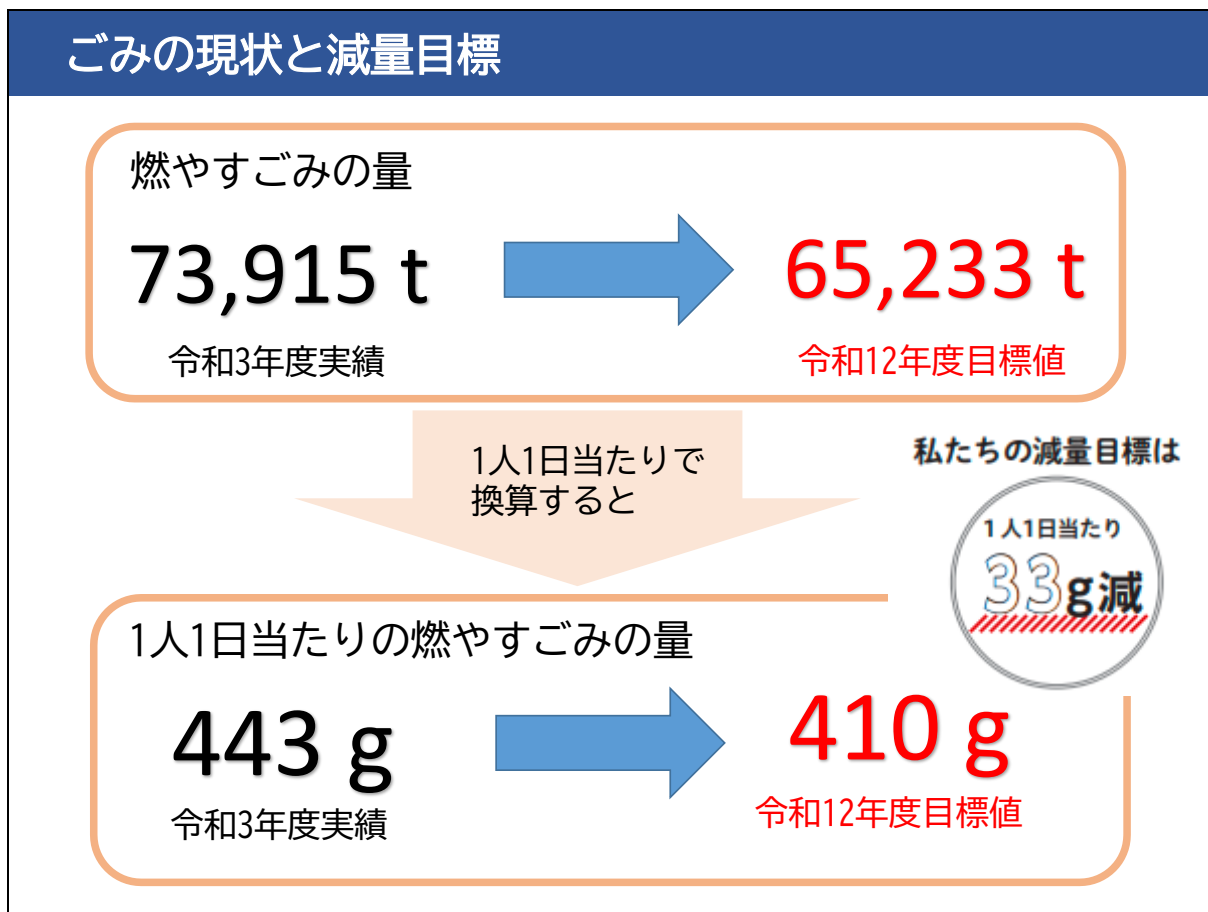 ごみの現状と減量目標
燃やすごみの量
73,915 t
令和3年度実績
65,233 t
令和12年度目標値
1人1日当たりで
換算すると
私たちの減量目標は
1人1日当たり
33g減
1人1日当たりの燃やすごみの量
443 g
令和3年度実績
410 g
令和12年度目標値